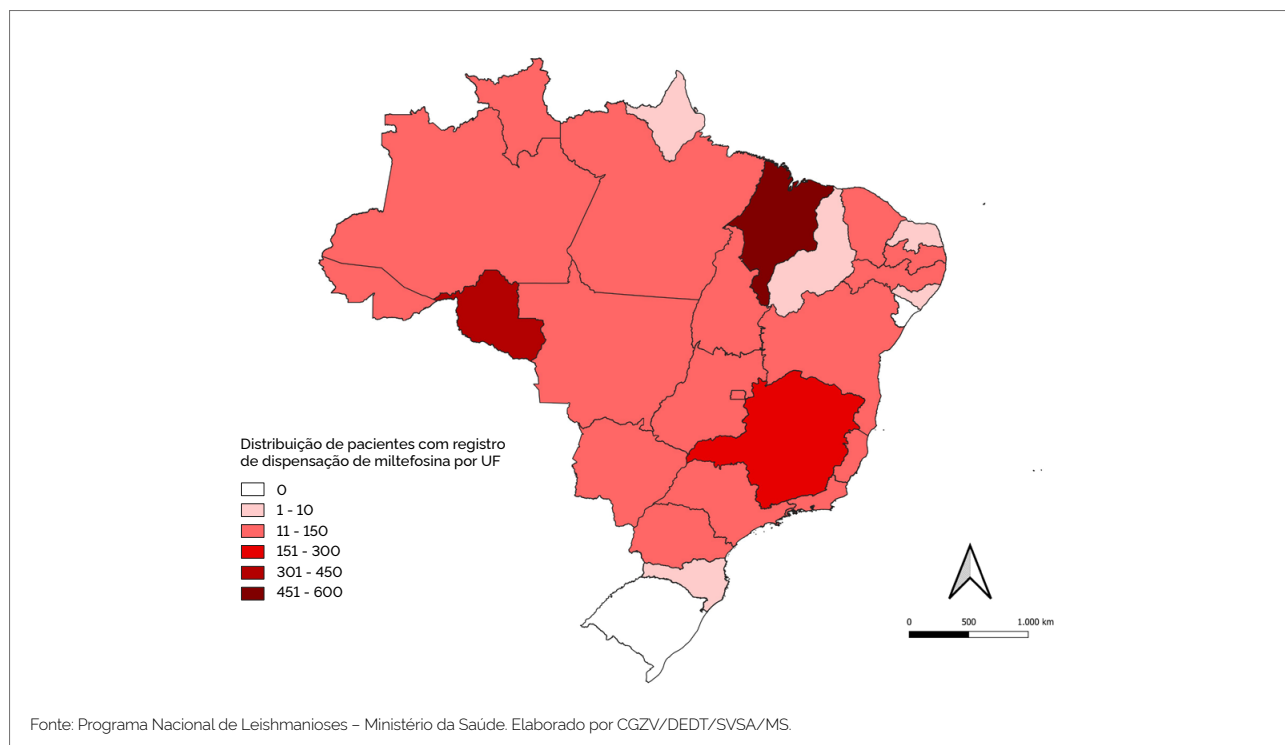 Distribuição de pacientes com registro
de dispensação de miltefosina por UF
0
1 - 10
11 - 150
151 - 300
301 - 450
451 - 600
0 500 1.000 km
Fonte: Programa Nacional de Leishmanioses – Ministério da Saúde. Elaborado por CGZV/DEDT/SVSA/MS.